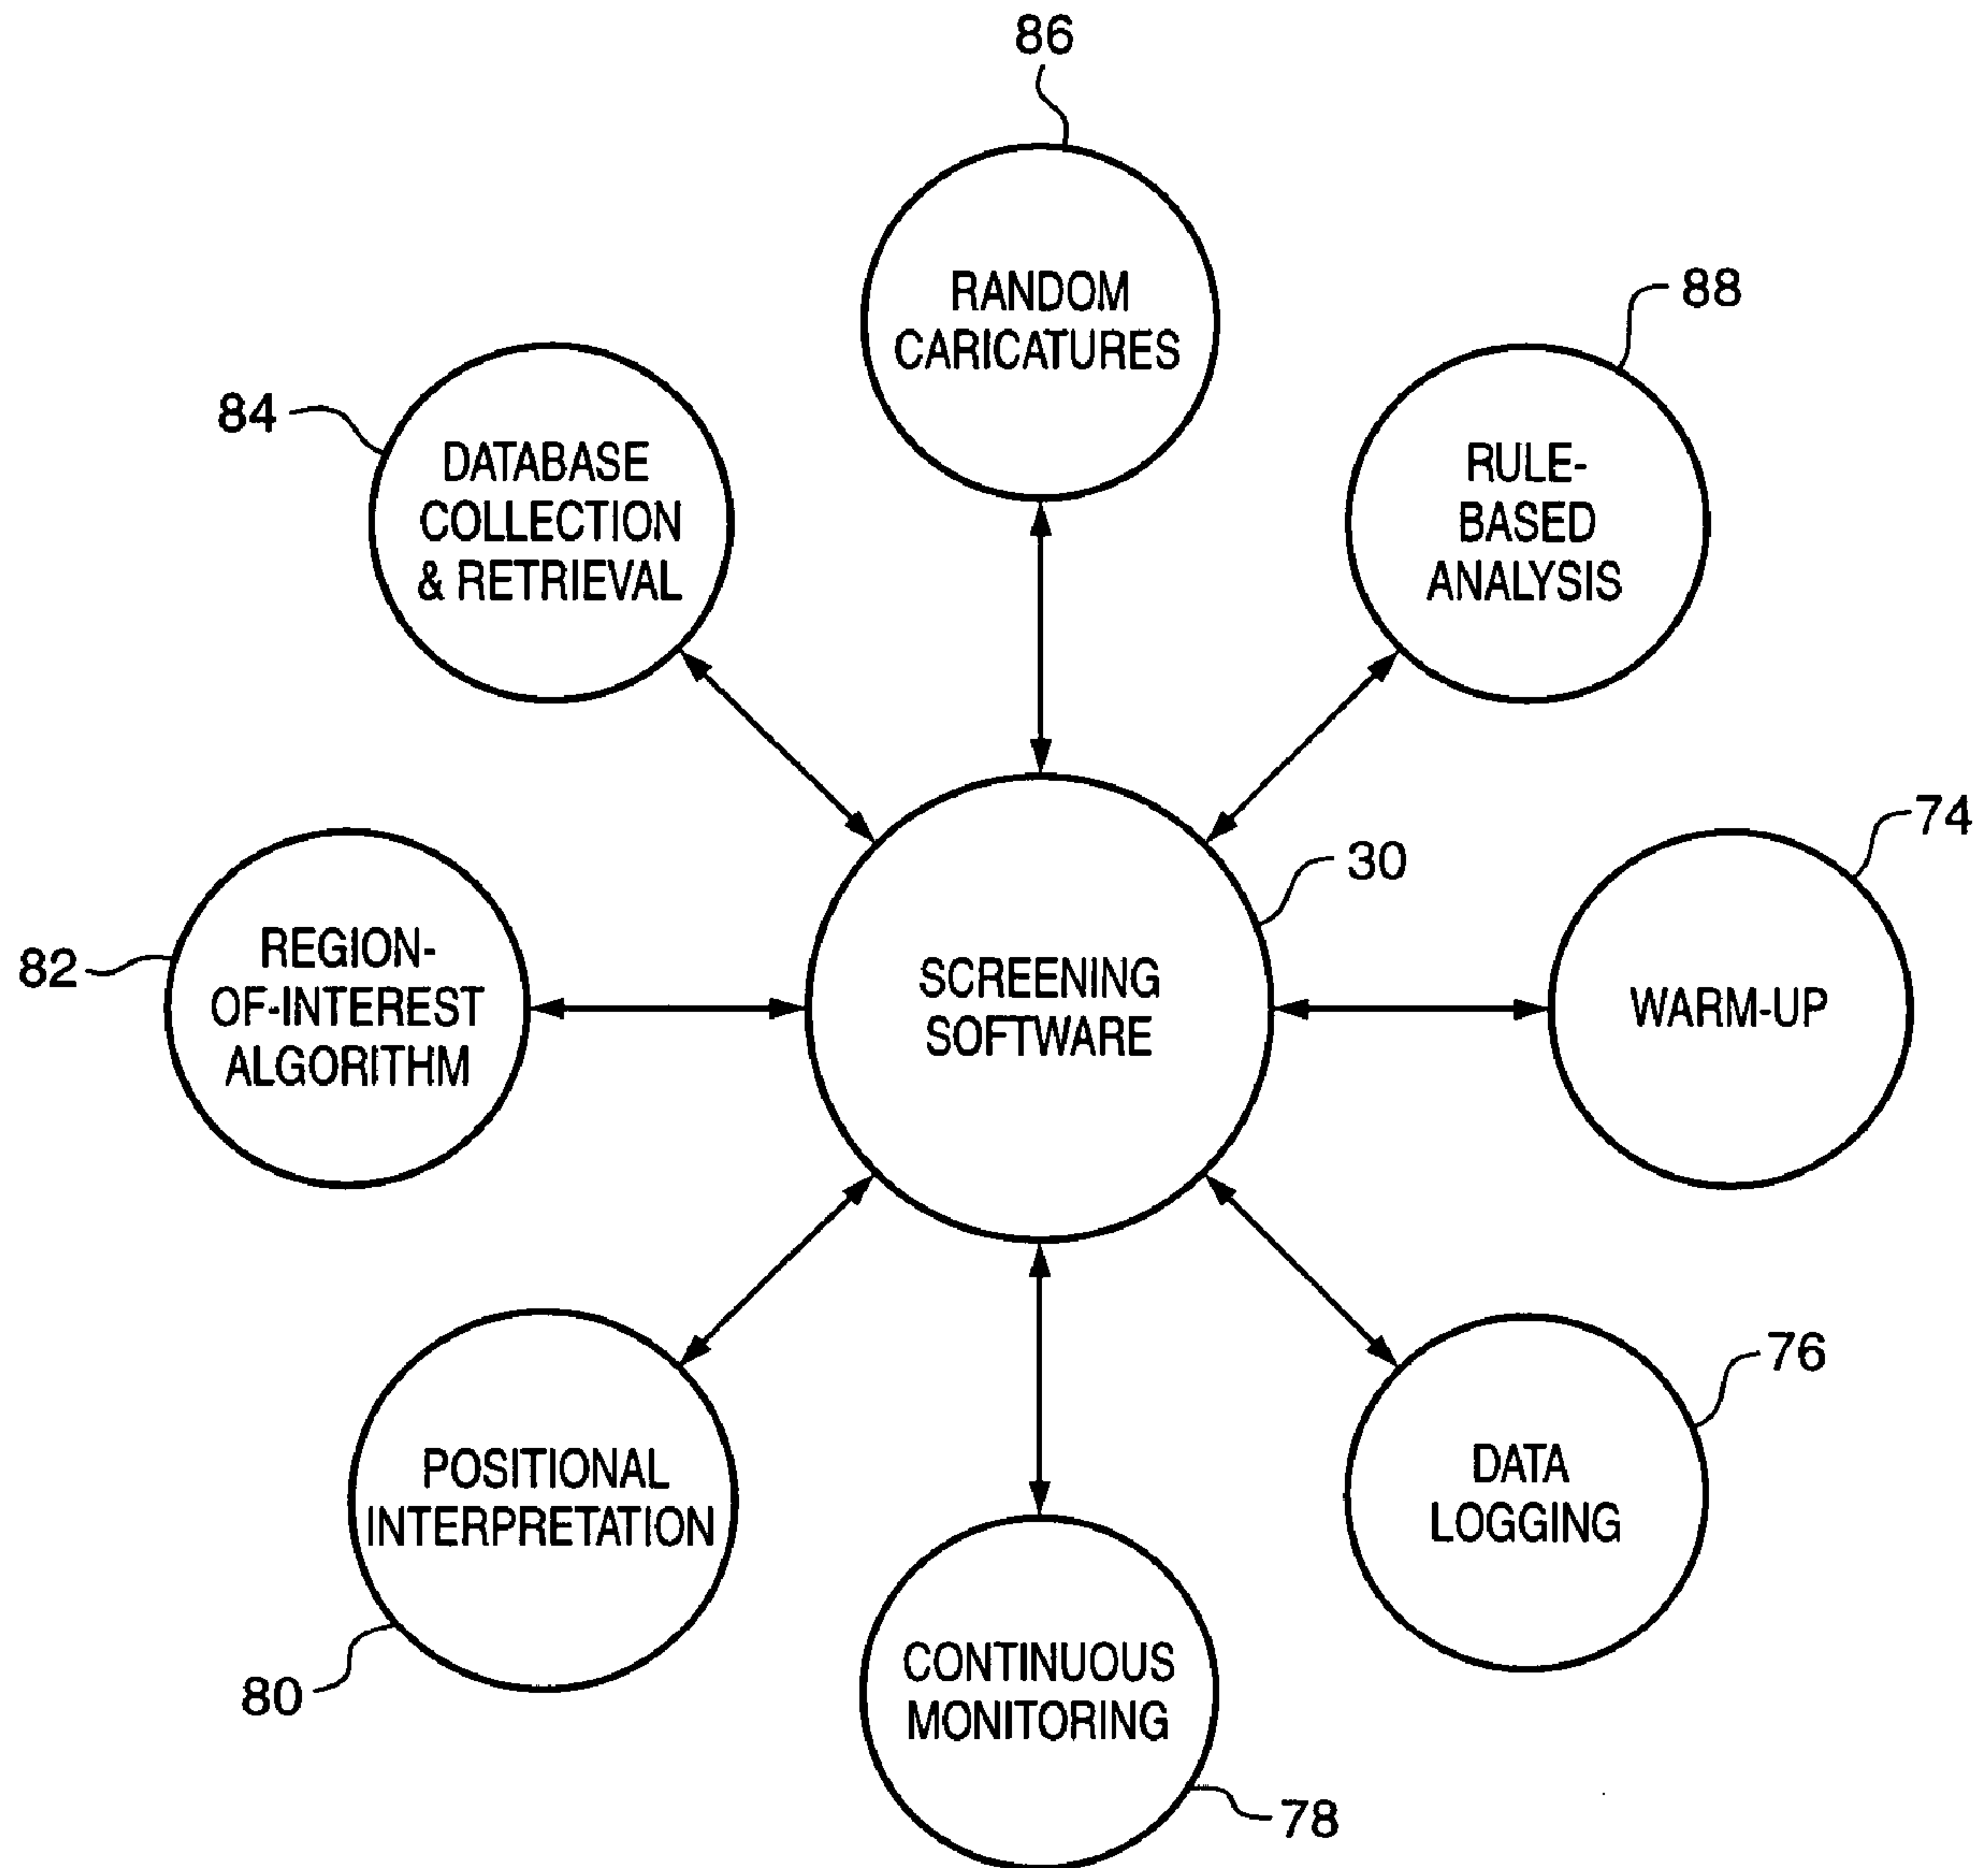 86
RANDOM
CARICATURES
88
RULE-
BASED
ANALYSIS
84
DATABASE
COLLECTION
& RETRIEVAL
74
WARM-UP
30
SCREENING
SOFTWARE
82
REGION-
OF-INTEREST
ALGORITHM
76
DATA
LOGGING
POSITIONAL
INTERPRETATION
80
CONTINUOUS
MONITORING
78